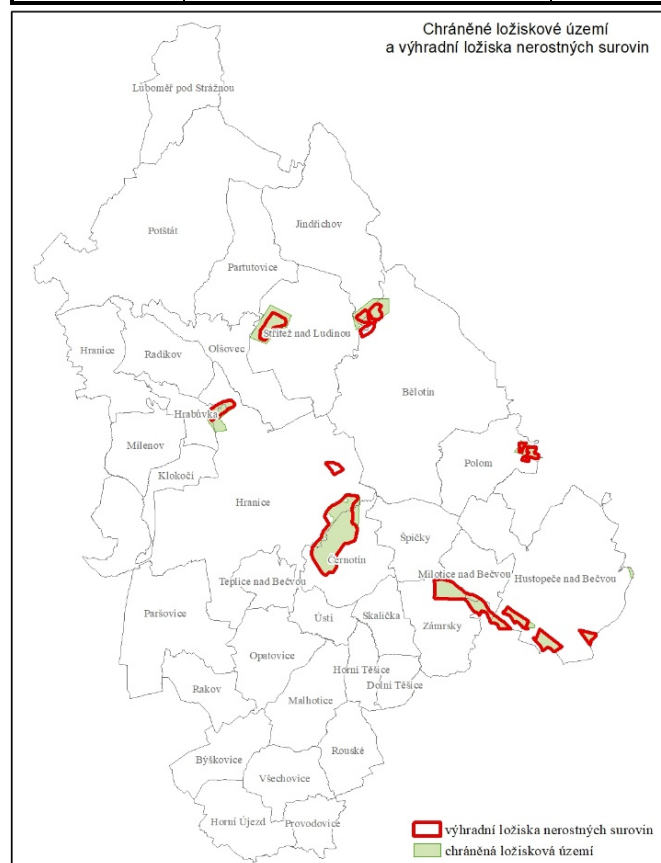 Chráněné ložiskové území
a výhradní ložiska nerostných surovin
Luboměř pod Strážnou
Potštát
Jindřichov
Partutovice
Střítež nad Ludinou
Hranice
Radíkov
Olšovec
Bělotín
Hrabůvka
Milenov
Klokočí
Polom
Hranice
Špičky
Černotín
Teplice nad Bečvou
Milotice nad Bečvou
Hustopeče nad Bečvou
Paršovice
Ústí
Skalička
Zámrsky
Opatovice
Horní Těšice
Rakov
Dolní Těšice
Malhotice
Býškovice
Rouské
Všechovice
Horní Újezd
Provodovice
výhradní ložiska nerostných surovin
chráněná ložisková území